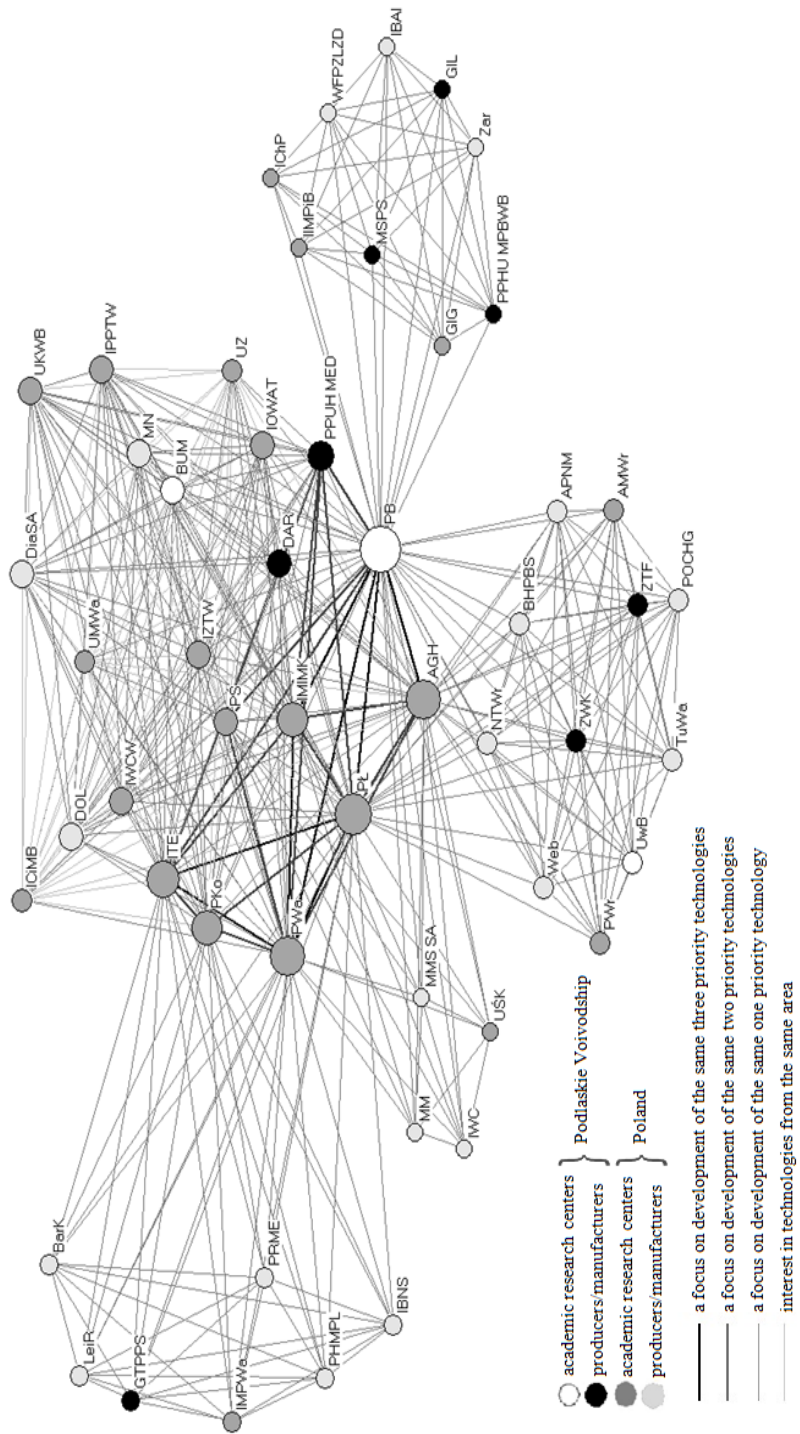 ICiMB
DiaSA
UKWB
BarK
DOL
LeiR
UMWa
IPPTW
IWCW
GTPPS
MN
ITE
BUM
IZTW
PKo
PS
IMPWa
UZ
IOWAT
PRME
IChP
DAR
PWa
IMIMK
IIMPiB
PPUH MED
PHMPL
WFPZLZD
PŁ
MSPS
PB
IBAI
IBNS
MM
MMS SA
AGH
GIG
GIL
IWC
Zar
NTWr
UŚK
PPHU MPBWB
BHPBS
Web
APNM
ZWK
PWr
AMWr
UwB
ZTF
TuWa
POCHG
academic research centers
producers/manufacturers
Podlaskie Voivodship
academic research centers
producers/manufacturers
Poland
a focus on development of the same three priority technologies
a focus on development of the same two priority technologies
a focus on development of the same one priority technology
interest in technologies from the same area